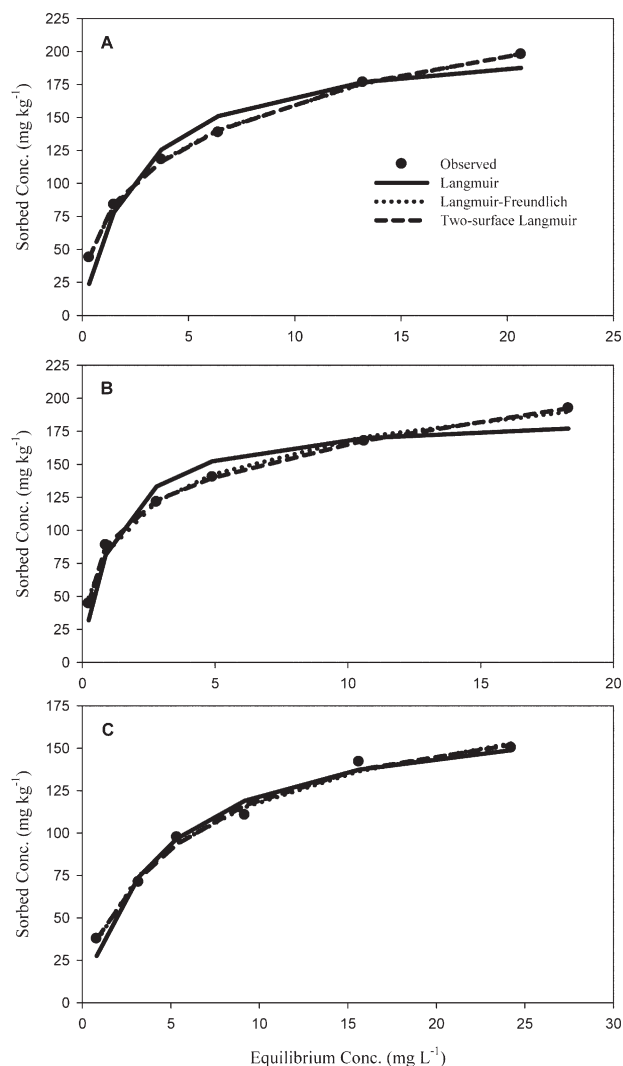 A
Sorbed Conc. (mg kg⁻¹)
225
200
175
150
125
100
75
50
25
0
0 5 10 15 20 25
Observed
Langmuir
Langmuir-Freundlich
Two-surface Langmuir
B
Sorbed Conc. (mg kg⁻¹)
225
200
175
150
125
100
75
50
25
0
0 5 10 15 20
C
Sorbed Conc. (mg kg⁻¹)
175
150
125
100
75
50
25
0
0 5 10 15 20 25 30
Equilibrium Conc. (mg L⁻¹)